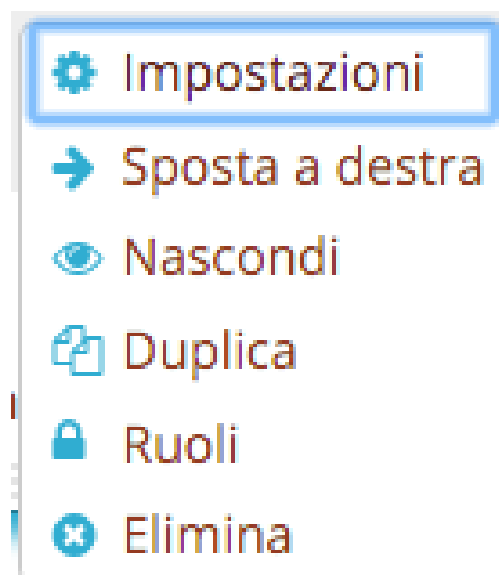 Impostazioni
Sposta a destra
Nascondi
Duplica
Ruoli
Elimina